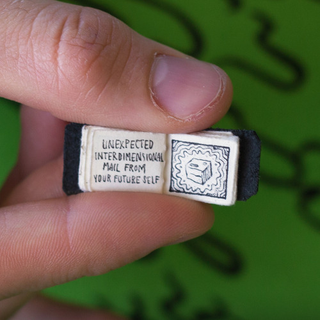 UNEXPECTED
INTERDIMENSIONAL
MAIL FROM
YOUR FUTURE SELF